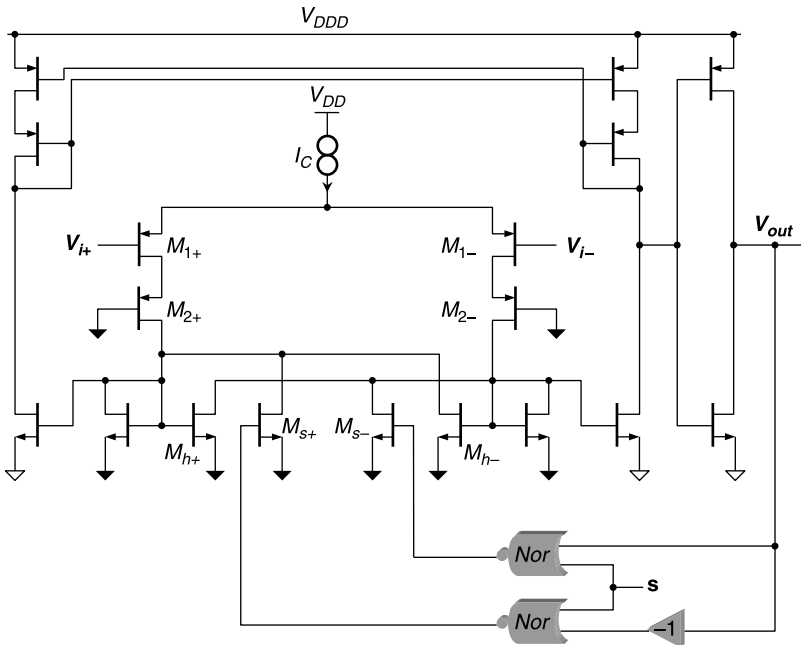 V_DDD
V_DD
I_C
V_i+
M_1+
M_1–
V_i–
V_out
M_2+
M_2–
M_s+
M_s–
M_h+
M_h–
Nor
s
Nor
–1